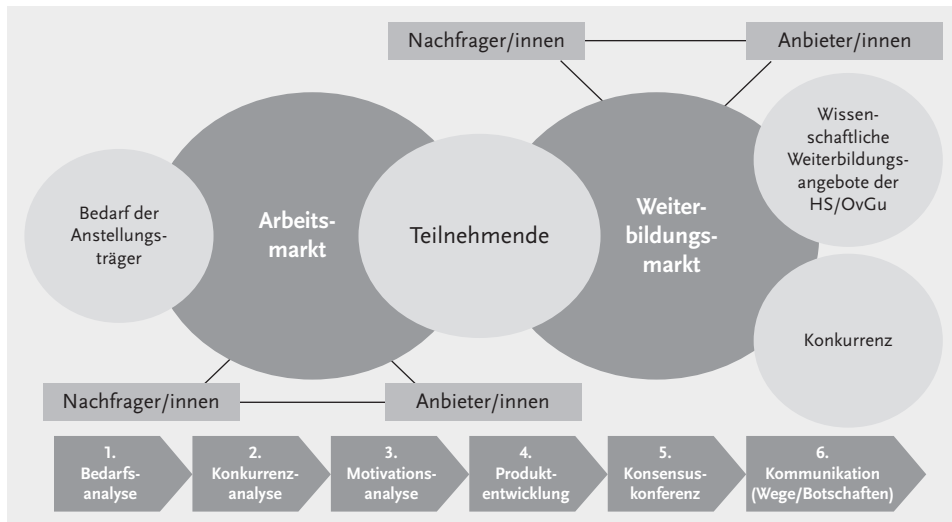 Nachfrager/innen
Anbieter/innen
Wissen-
schaftliche
Weiterbildungs-
angebote der
HS/OvGu
Bedarf der
Anstellungs-
träger
Arbeits-
markt
Teilnehmende
Weiter-
bildungs-
markt
Konkurrenz
Nachfrager/innen
Anbieter/innen
1.
Bedarfs-
analyse
2.
Konkurrenz-
analyse
3.
Motivations-
analyse
4.
Produkt-
entwicklung
5.
Konsensus-
konferenz
6.
Kommunikation
(Wege/Botschaften)